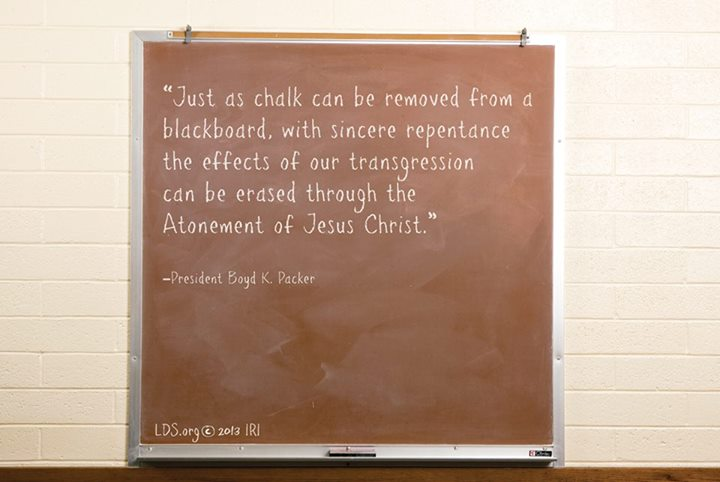 “Just as chalk can be removed from a
blackboard, with sincere repentance
the effects of our transgression
can be erased through the
Atonement of Jesus Christ.”
–President Boyd K. Packer
LDS.org © 2013 IRI